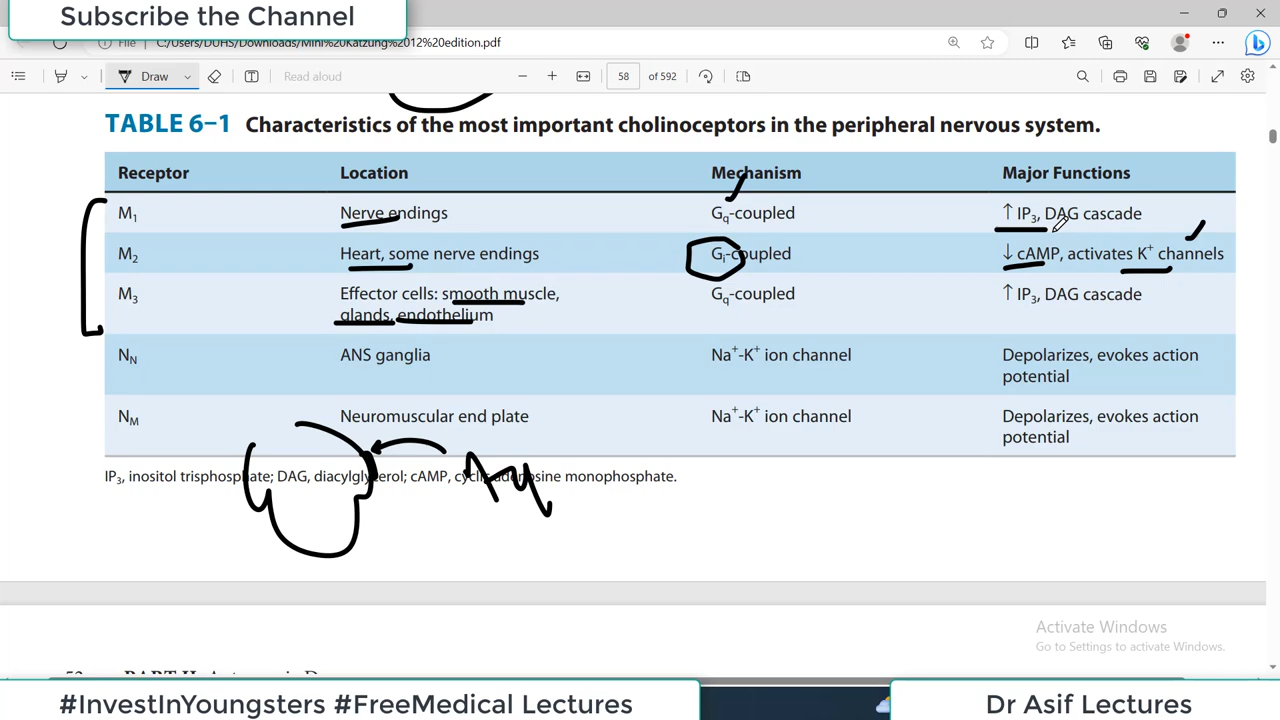 Subscribe the Channel
File
C:/Users/DUHS/Downloads/Mini%20Katzung%2012%20edition.pdf
Draw
Read aloud
58
of 592
TABLE 6–1 Characteristics of the most important cholinoceptors in the peripheral nervous system.
Receptor Location Mechanism Major Functions
M1 Nerve endings Gq-coupled ↑ IP3, DAG cascade
M2 Heart, some nerve endings Gi-coupled ↓ cAMP, activates K+ channels
M3 Effector cells: smooth muscle, Gq-coupled ↑ IP3, DAG cascade
glands, endothelium
NN ANS ganglia Na+-K+ ion channel Depolarizes, evokes action
potential
NM Neuromuscular end plate Na+-K+ ion channel Depolarizes, evokes action
potential
IP3, inositol trisphosphate; DAG, diacylglycerol; cAMP, cyclic adenosine monophosphate.
Activate Windows
Go to Settings to activate Windows.
#InvestInYoungsters #FreeMedical Lectures
Dr Asif Lectures